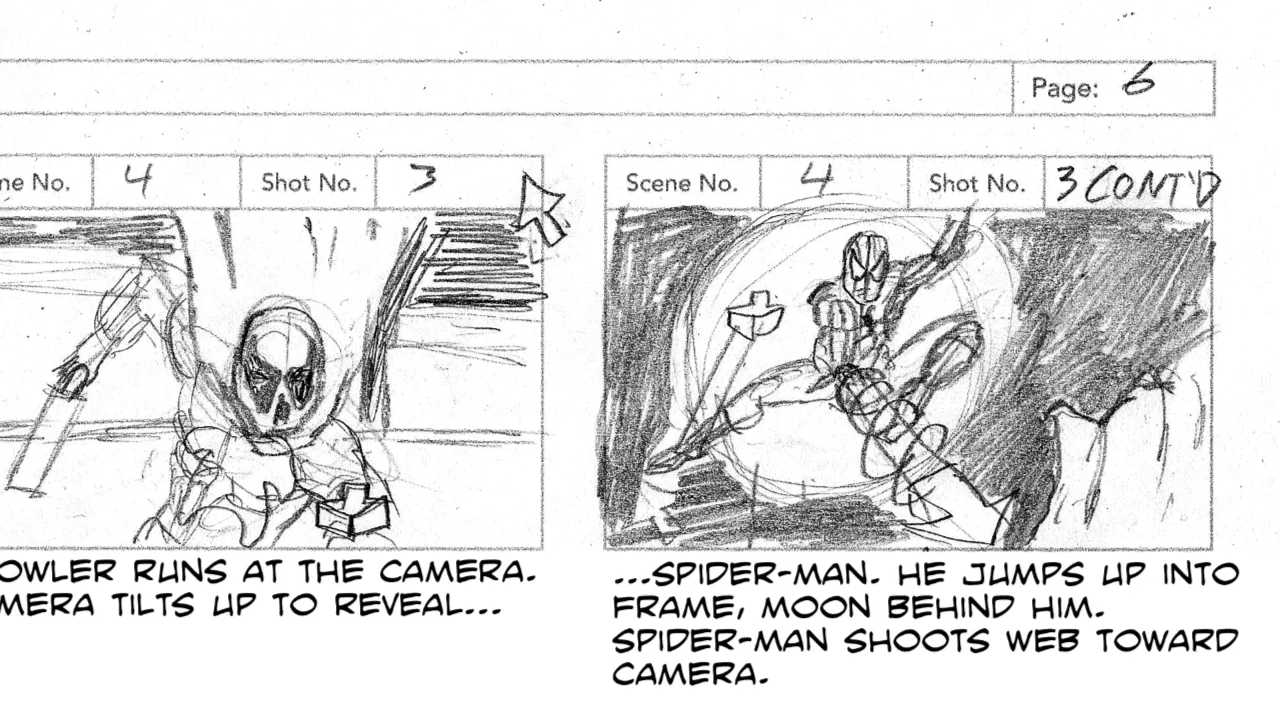 Page: 6
ne No. 4 Shot No. 3
Scene No. 4 Shot No. 3 CONT'D
OWLER RUNS AT THE CAMERA.
MERA TILTS UP TO REVEAL...
...SPIDER-MAN. HE JUMPS UP INTO
FRAME, MOON BEHIND HIM.
SPIDER-MAN SHOOTS WEB TOWARD
CAMERA.